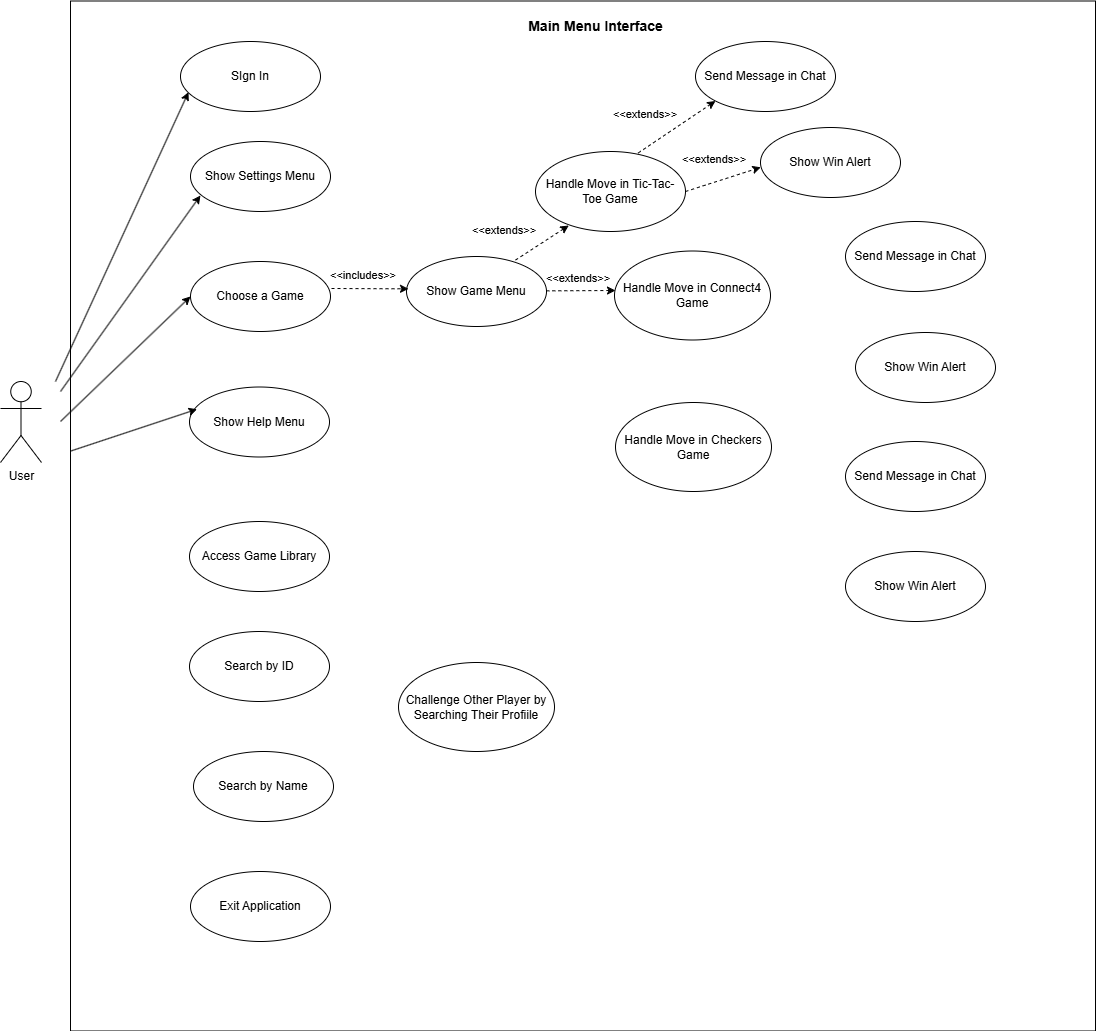 Main Menu Interface
SIgn In
Send Message in Chat
<<extends>>
Show Settings Menu
<<extends>>
Show Win Alert
Handle Move in Tic-Tac-
Toe Game
<<extends>>
Send Message in Chat
Choose a Game
<<includes>>
Show Game Menu
<<extends>>
Handle Move in Connect4
Game
Show Win Alert
User
Show Help Menu
Handle Move in Checkers
Game
Send Message in Chat
Access Game Library
Show Win Alert
Search by ID
Challenge Other Player by
Searching Their Profiile
Search by Name
Exit Application